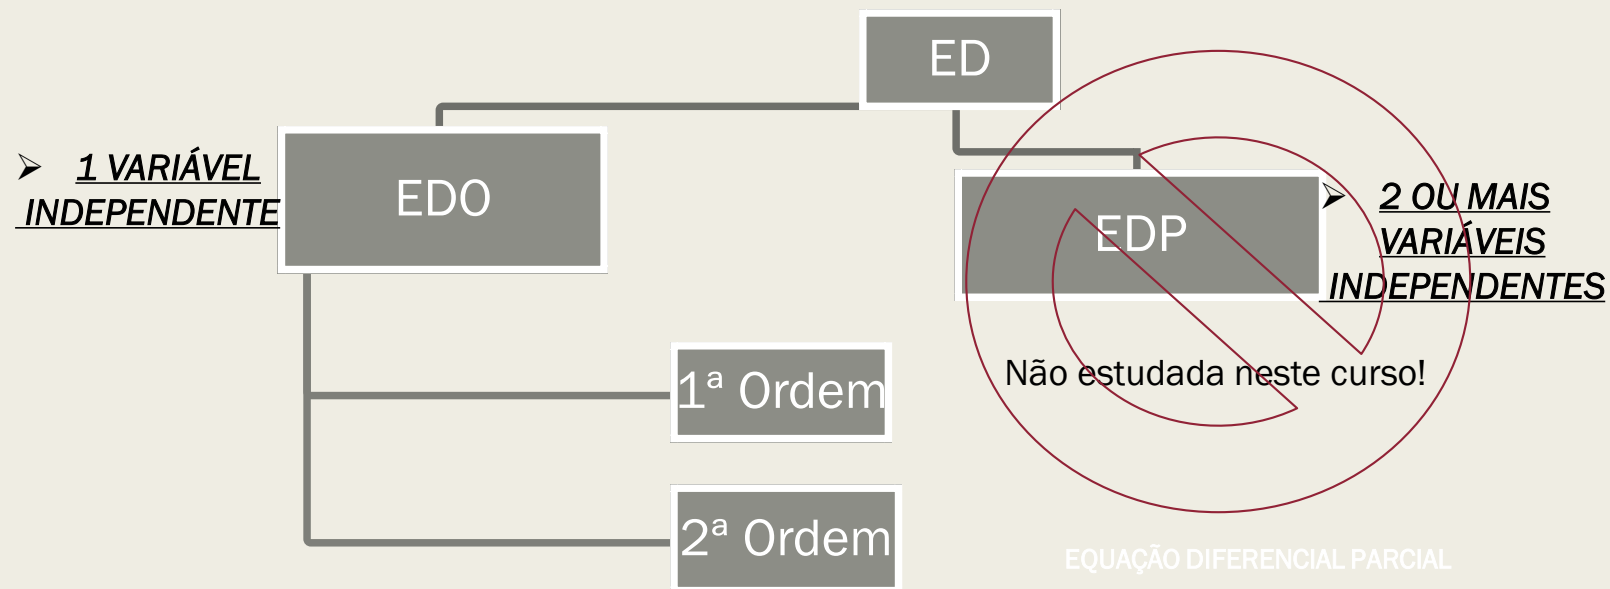 ED
➢ 1 VARIÁVEL
INDEPENDENTE
EDO
EDP
➢ 2 OU MAIS
VARIÁVEIS
INDEPENDENTES
Não estudada neste curso!
1ª Ordem
2ª Ordem
EQUAÇÃO DIFERENCIAL PARCIAL